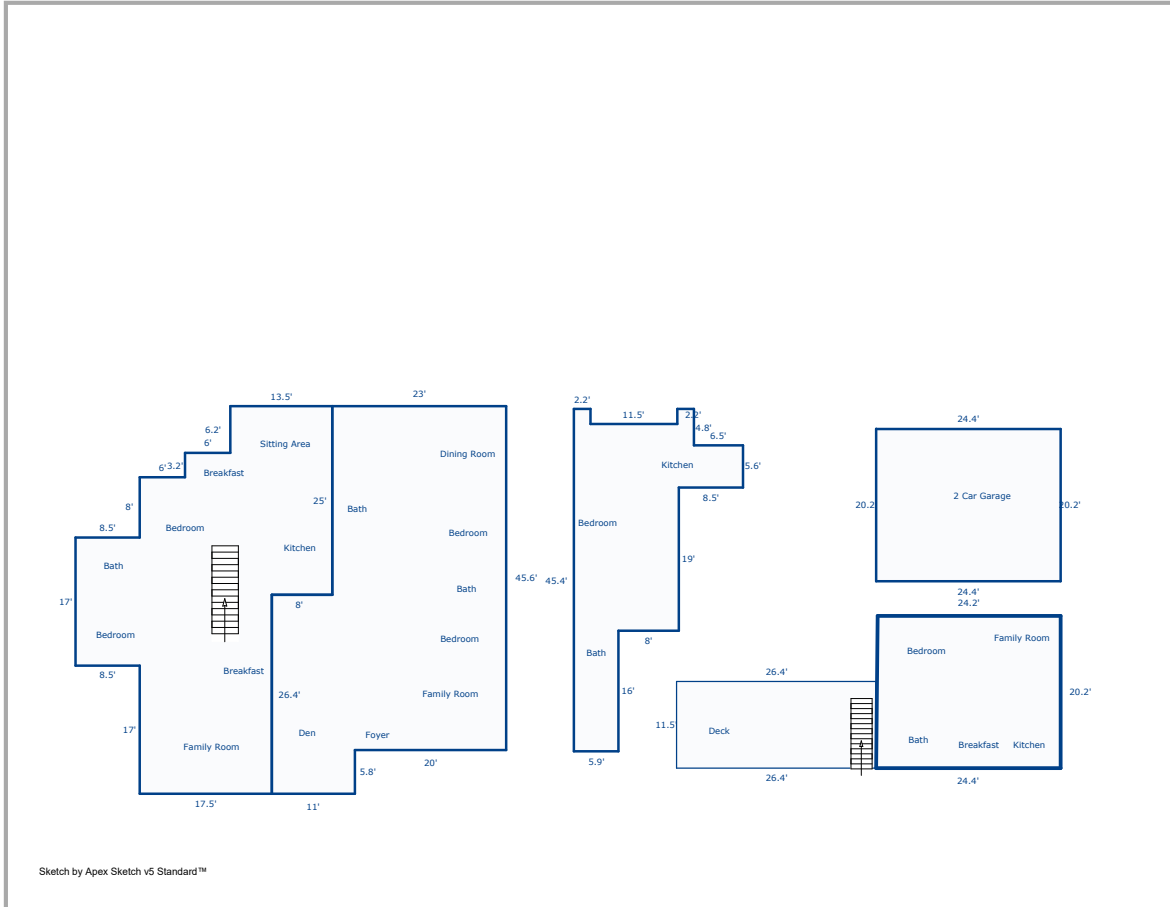 13.5'
23'
6.2'
6'
Sitting Area
Dining Room
6'
3.2'
Breakfast
8'
25'
Bath
8.5'
Bedroom
Bedroom
Kitchen
Bath
17'
8'
Bath
45.6'
Bedroom
Bedroom
8.5'
Breakfast
26.4'
Family Room
17'
Den
Foyer
Family Room
5.8'
20'
17.5'
11'
2.2'
11.5'
2.2'
4.8'
6.5'
Kitchen
5.6'
8.5'
Bedroom
45.4'
19'
8'
Bath
16'
5.9'
24.4'
20.2'
2 Car Garage
20.2'
24.4'
24.2'
Family Room
Bedroom
26.4'
20.2'
11.5'
Deck
Bath
Breakfast
Kitchen
26.4'
24.4'
Sketch by Apex Sketch v5 Standard™